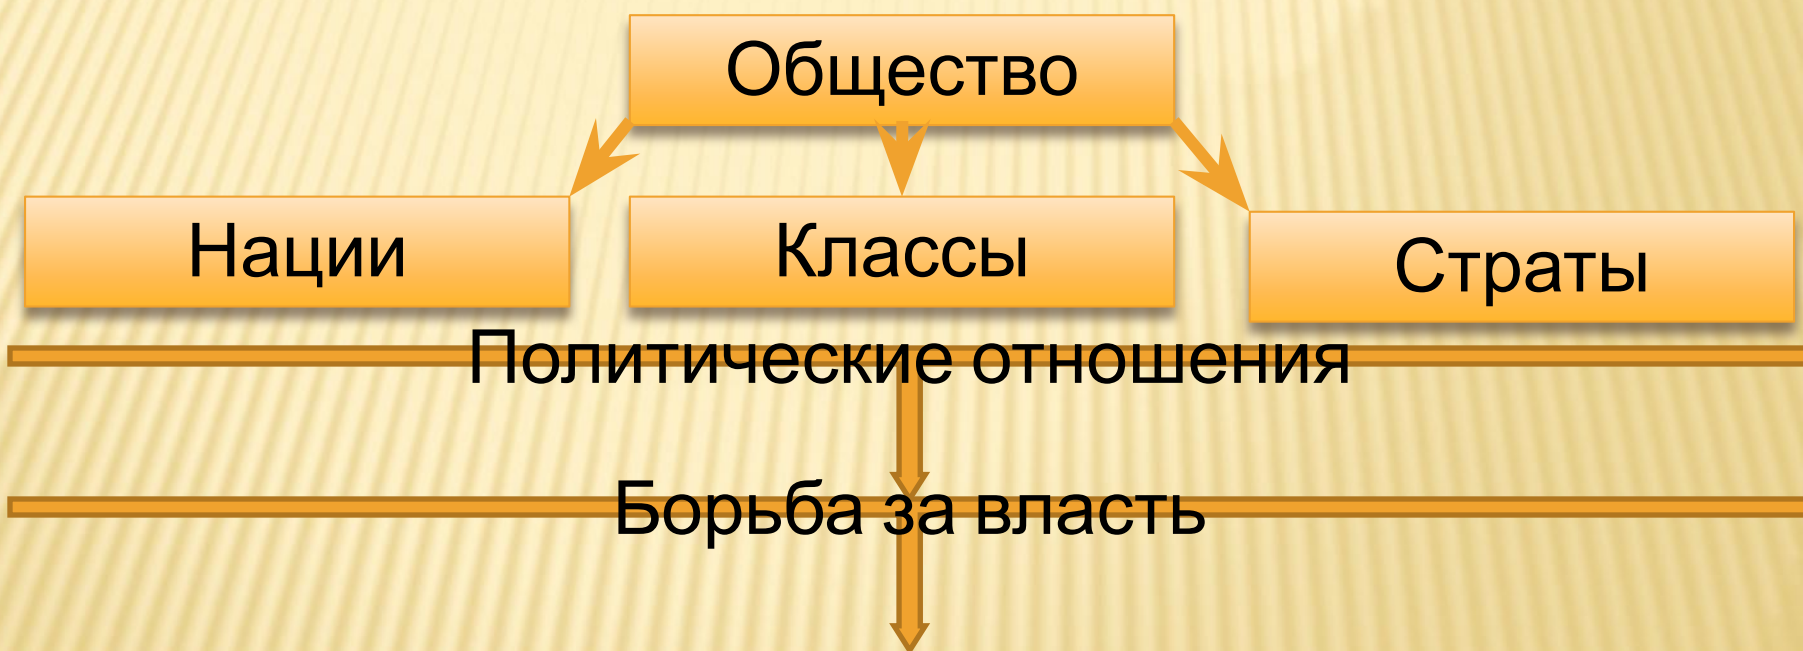 Общество
Нации
Классы
Страты
Политические отношения
Борьба за власть